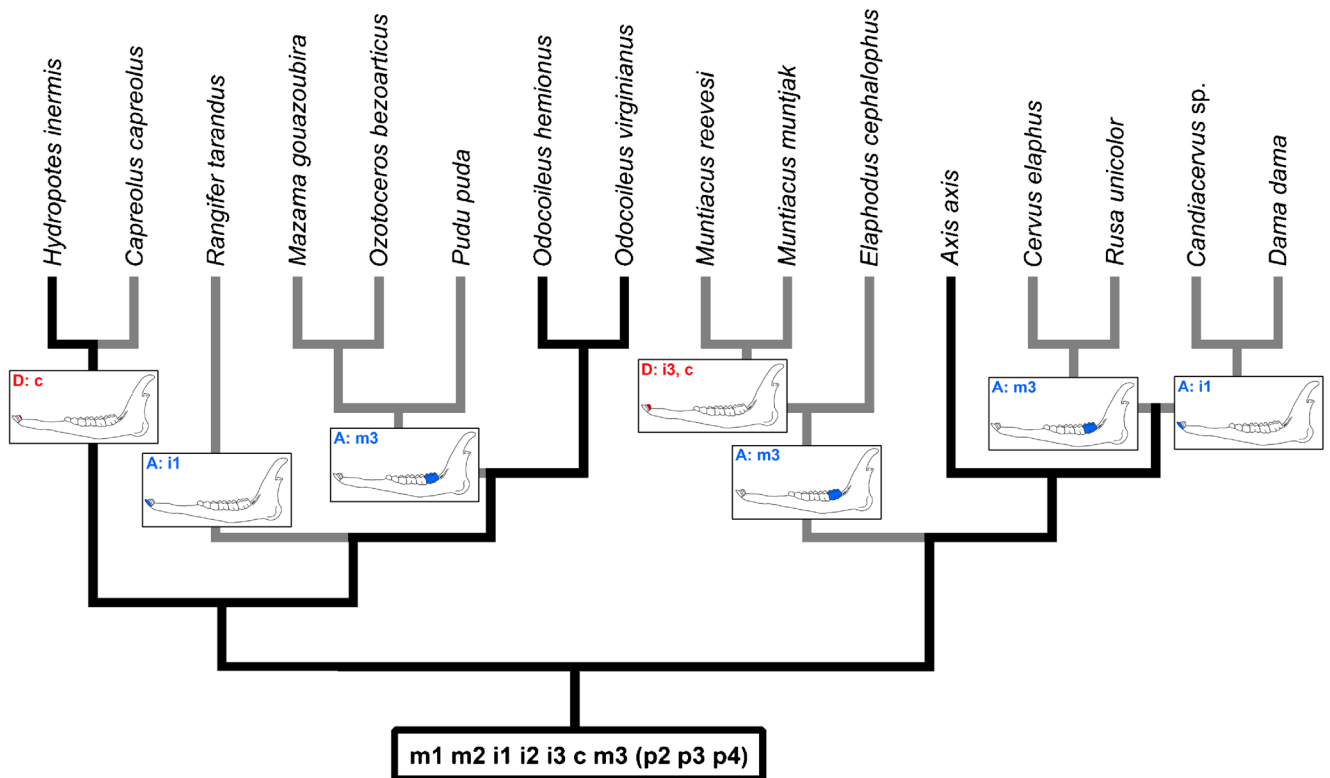 Hydropotes inermis
Capreolus capreolus
Rangifer tarandus
Mazama gouazoubira
Ozotoceros bezoarticus
Pudu puda
Odocoileus hemionus
Odocoileus virginianus
Muntiacus reevesi
Muntiacus muntjak
Elaphodus cephalophus
Axis axis
Cervus elaphus
Rusa unicolor
Candiacervus sp.
Dama dama
D: c
A: i1
A: m3
D: i3, c
A: m3
A: m3
A: i1
m1 m2 i1 i2 i3 c m3 (p2 p3 p4)